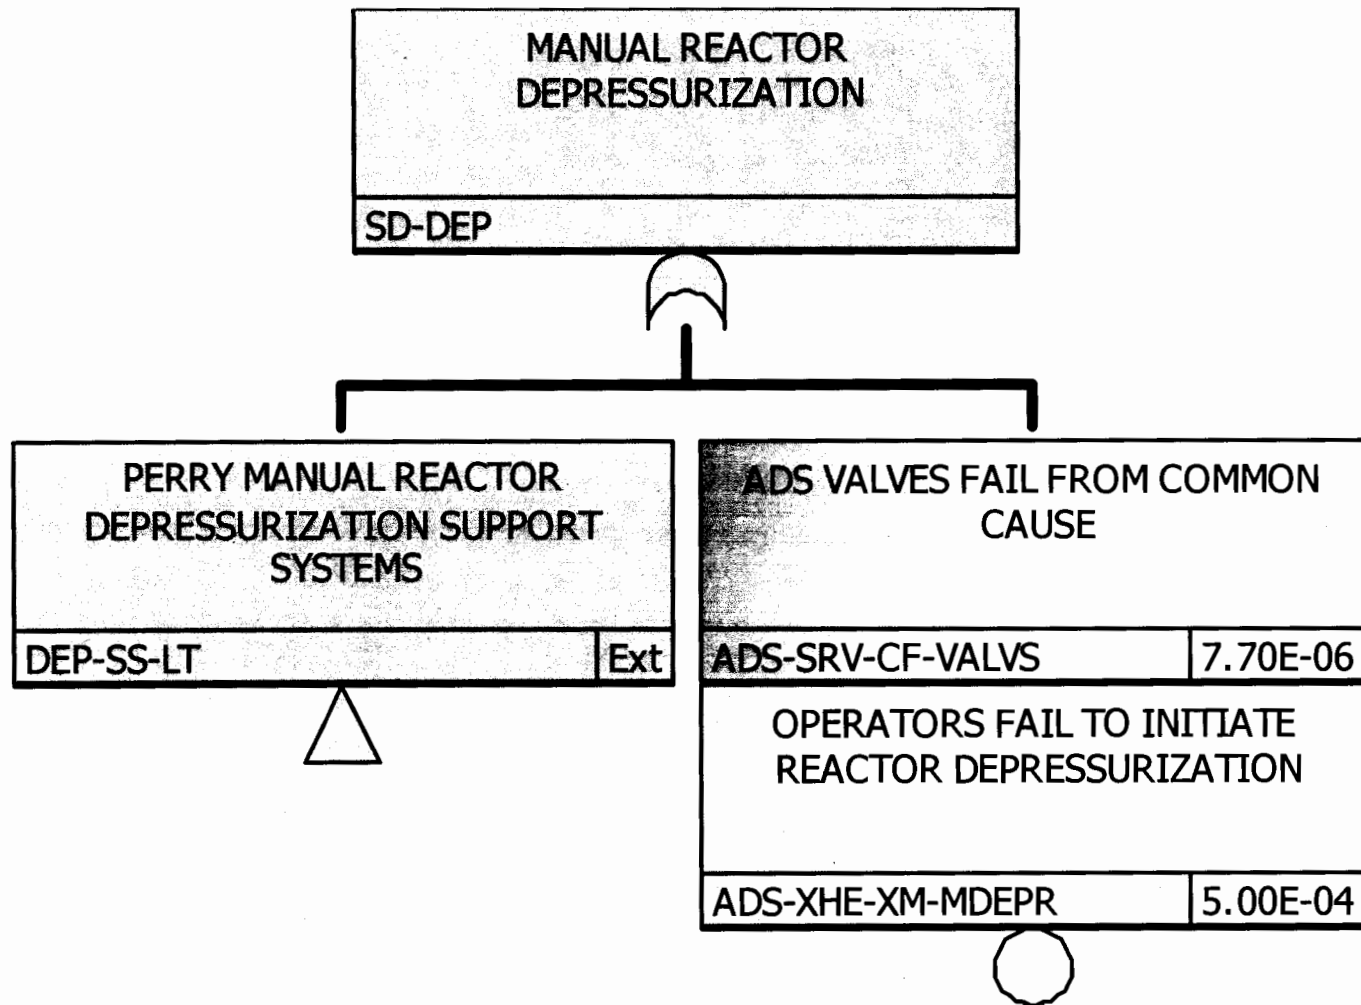 MANUAL REACTOR
DEPRESSURIZATION
SD-DEP
PERRY MANUAL REACTOR
DEPRESSURIZATION SUPPORT
SYSTEMS
DEP-SS-LT
Ext
ADS VALVES FAIL FROM COMMON
CAUSE
ADS-SRV-CF-VALVS
7.70E-06
OPERATORS FAIL TO INITIATE
REACTOR DEPRESSURIZATION
ADS-XHE-XM-MDEPR
5.00E-04